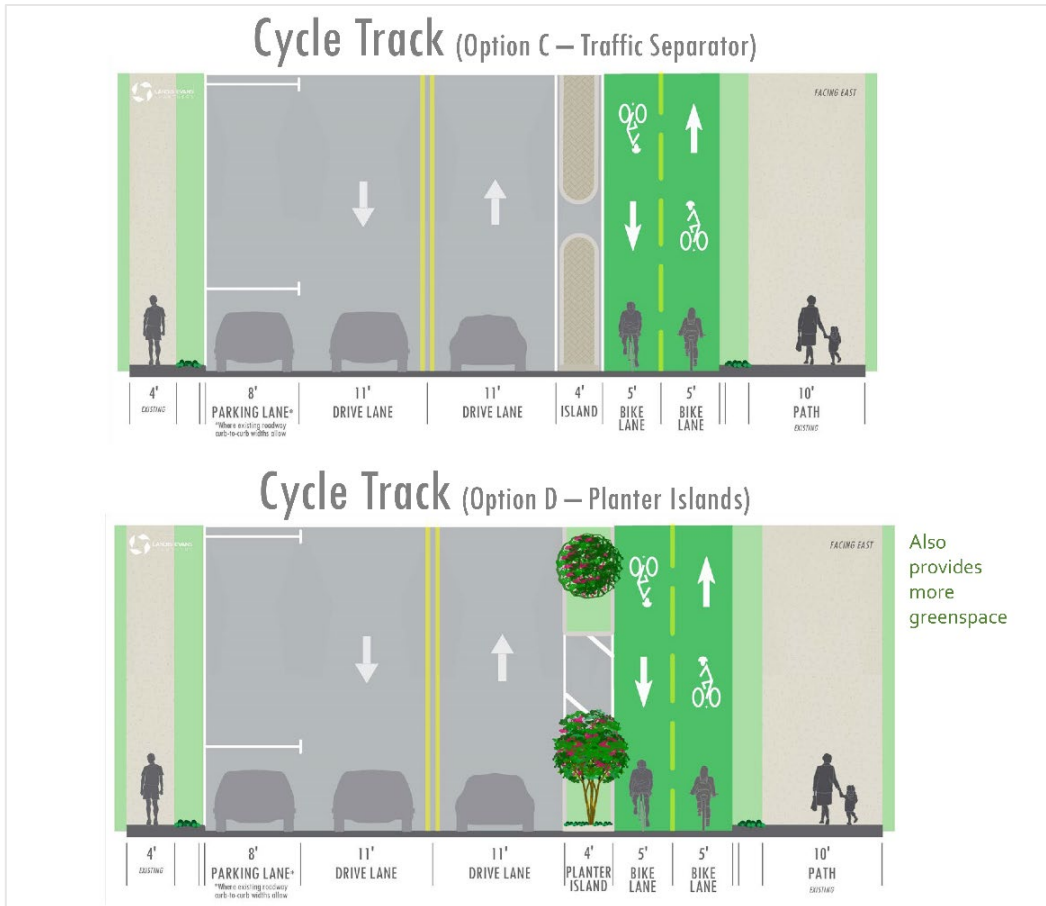 Cycle Track (Option C – Traffic Separator)
FACING EAST
4' 8' 11' 11' 4' 5' 5' 10'
EXISTING PARKING LANE* DRIVE LANE DRIVE LANE ISLAND BIKE LANE BIKE LANE PATH
*Where existing roadway
curb-to-curb widths allow
EXISTING
Cycle Track (Option D – Planter Islands)
FACING EAST
Also
provides
more
greenspace
4' 8' 11' 11' 4' 5' 5' 10'
EXISTING PARKING LANE* DRIVE LANE DRIVE LANE PLANTER ISLAND BIKE LANE BIKE LANE PATH
*Where existing roadway
curb-to-curb widths allow
EXISTING